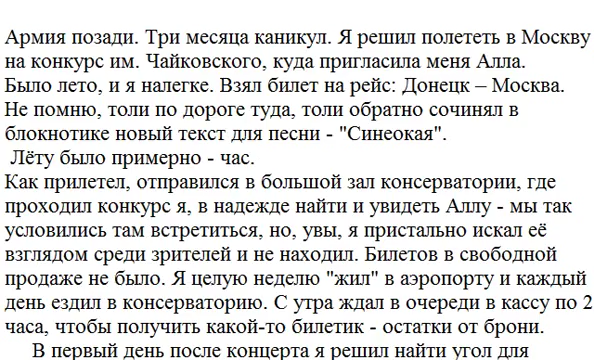 Армия позади. Три месяца каникул. Я решил полететь в Москву
на конкурс им. Чайковского, куда пригласила меня Алла.
Было лето, и я налегке. Взял билет на рейс: Донецк – Москва.
Не помню, толи по дороге туда, толи обратно сочинял в
блокнотике новый текст для песни - "Синеокая".
Лёту было примерно - час.
Как прилетел, отправился в большой зал консерватории, где
проходил конкурс я, в надежде найти и увидеть Аллу - мы так
условились там встретиться, но, увы, я пристально искал её
взглядом среди зрителей и не находил. Билетов в свободной
продаже не было. Я целую неделю "жил" в аэропорту и каждый
день ездил в консерваторию. С утра ждал в очереди в кассу по 2
часа, чтобы получить какой-то билетик - остатки от брони.
В первый день после концерта я решил найти угол для